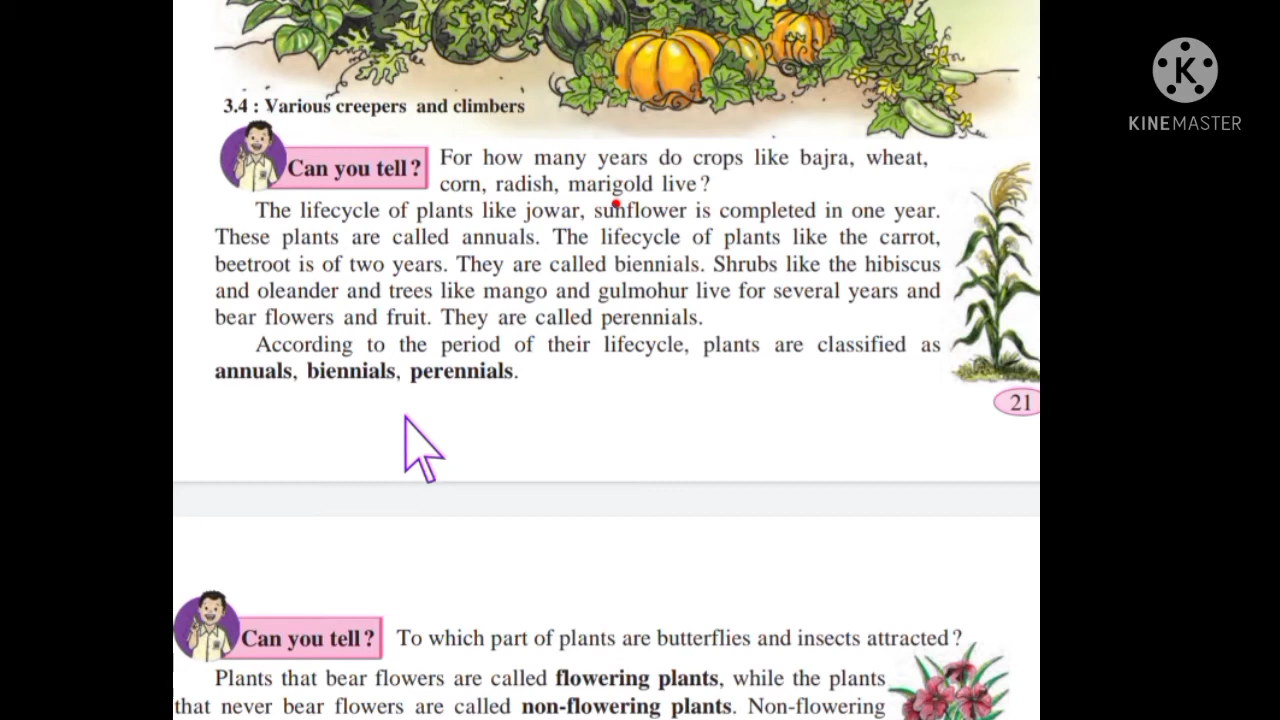 KINEMASTER
3.4 : Various creepers and climbers
Can you tell?
For how many years do crops like bajra, wheat,
corn, radish, marigold live?
The lifecycle of plants like jowar, sunflower is completed in one year.
These plants are called annuals. The lifecycle of plants like the carrot,
beetroot is of two years. They are called biennials. Shrubs like the hibiscus
and oleander and trees like mango and gulmohur live for several years and
bear flowers and fruit. They are called perennials.
According to the period of their lifecycle, plants are classified as
annuals, biennials, perennials.
21
Can you tell?
To which part of plants are butterflies and insects attracted?
Plants that bear flowers are called flowering plants, while the plants
that never bear flowers are called non-flowering plants. Non-flowering